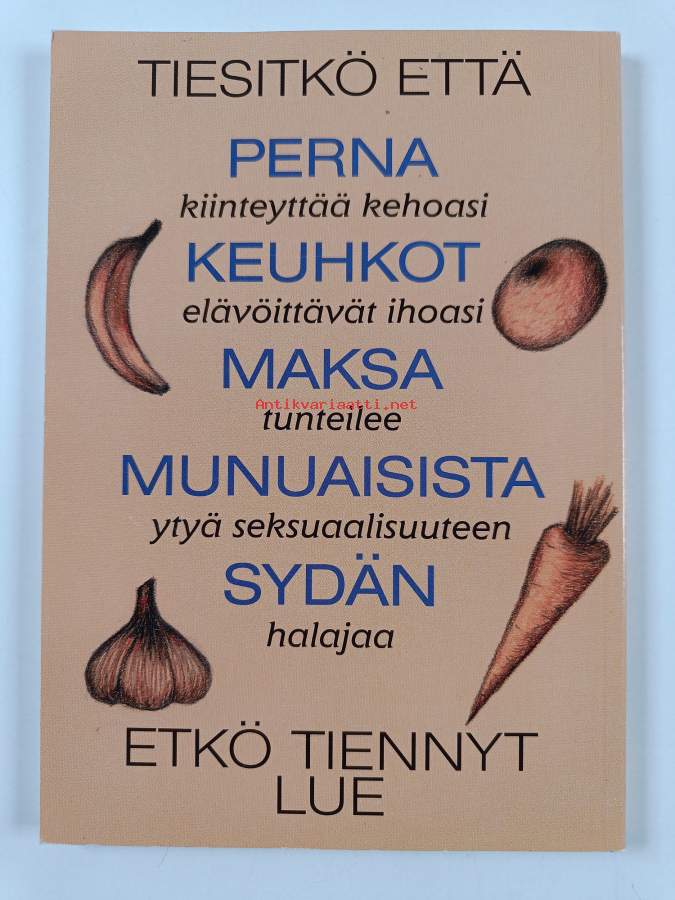 TIESITKÖ ETTÄ
PERNA
kiinteyttää kehoasi
KEUHKOT
elävöittävät ihoasi
MAKSA
Antikvariaatti.net
tunteilee
MUNUAISISTA
ytyä seksuaalisuuteen
SYDÄN
halajaa
ETKÖ TIENNYT
LUE